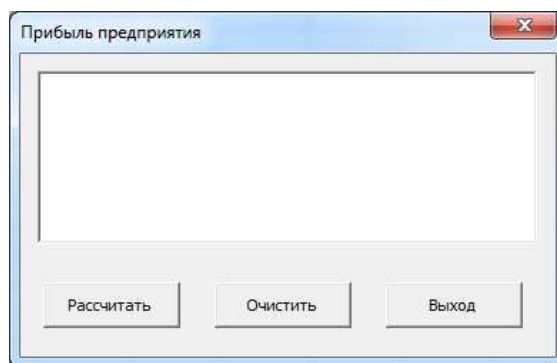 Прибыль предприятия
Рассчитать
Очистить
Выход